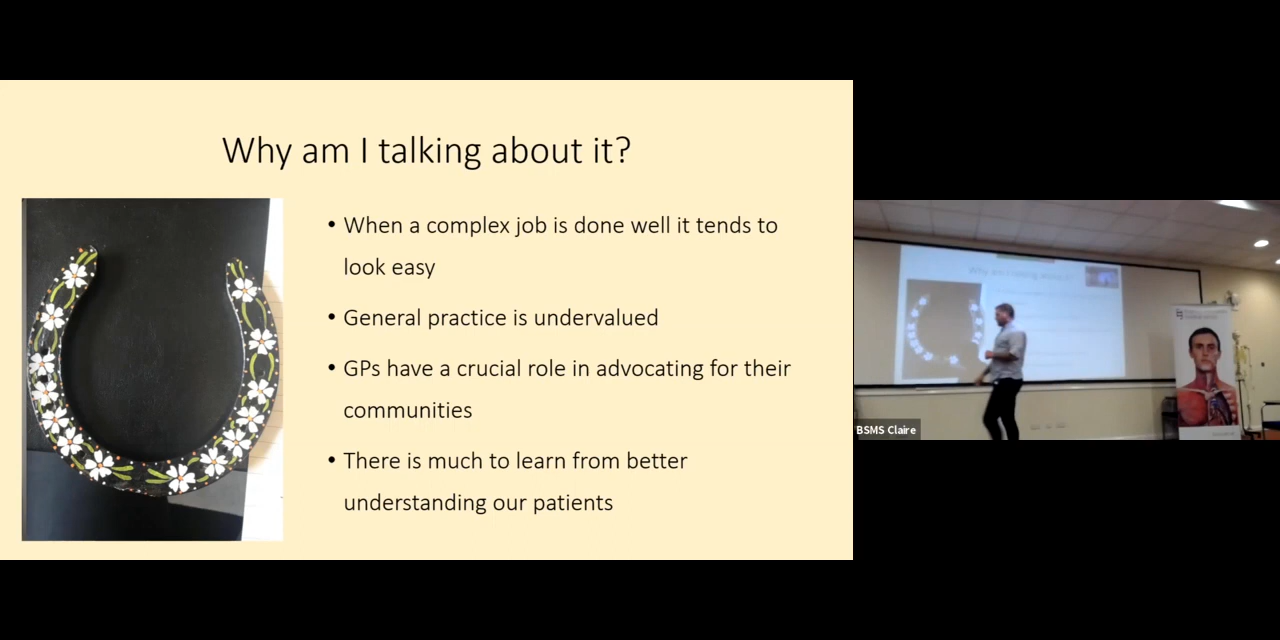 Why am I talking about it?
• When a complex job is done well it tends to
look easy
• General practice is undervalued
• GPs have a crucial role in advocating for their
communities
• There is much to learn from better
understanding our patients
BSMS Claire